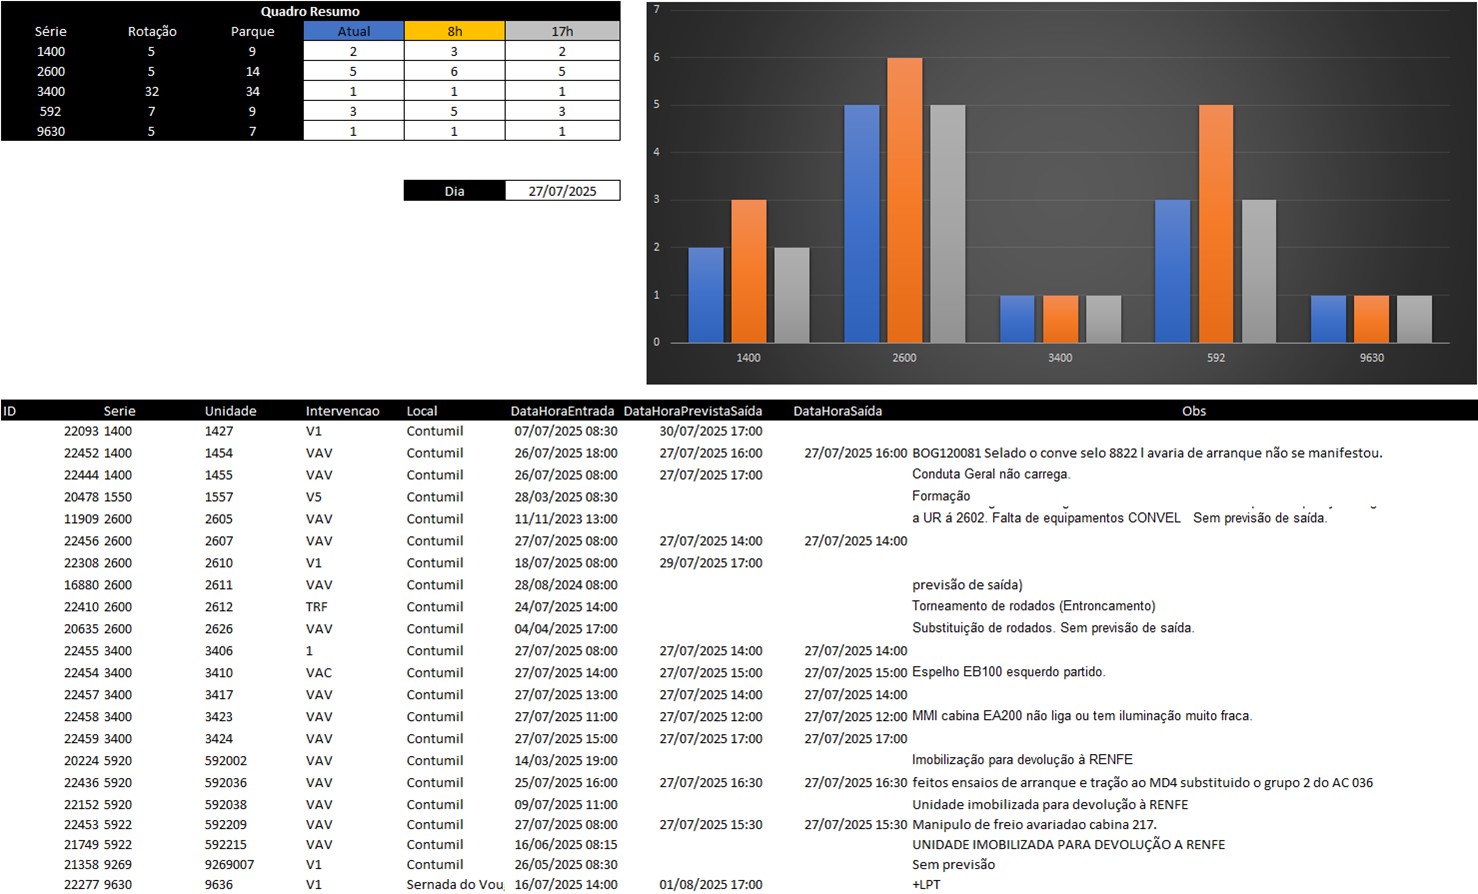 Quadro Resumo
Série Rotação Parque Atual 8h 17h
1400 5 9 2 3 2
2600 5 14 5 6 5
3400 32 34 1 1 1
592 7 9 3 5 3
9630 5 7 1 1 1
Dia 27/07/2025
7
6
5
4
3
2
1
0
1400 2600 3400 592 9630
ID Serie Unidade Intervencao Local DataHoraEntrada DataHoraPrevistaSaída DataHoraSaída Obs
22093 1400 1427 V1 Contumil 07/07/2025 08:30 30/07/2025 17:00
22452 1400 1454 VAV Contumil 26/07/2025 18:00 27/07/2025 16:00 27/07/2025 16:00 BOG120081 Selado o conve selo 8822 l avaria de arranque não se manifestou.
22444 1400 1455 VAV Contumil 26/07/2025 08:00 27/07/2025 17:00 Conduta Geral não carrega.
20478 1550 1557 V5 Contumil 28/03/2025 08:30 Formação
11909 2600 2605 VAV Contumil 11/11/2023 13:00 a UR á 2602. Falta de equipamentos CONVEL Sem previsão de saída.
22456 2600 2607 VAV Contumil 27/07/2025 08:00 27/07/2025 14:00 27/07/2025 14:00
22308 2600 2610 V1 Contumil 18/07/2025 08:00 29/07/2025 17:00
16880 2600 2611 VAV Contumil 28/08/2024 08:00 previsão de saída)
22410 2600 2612 TRF Contumil 24/07/2025 14:00 Torneamento de rodados (Entroncamento)
20635 2600 2626 VAV Contumil 04/04/2025 17:00 Substituição de rodados. Sem previsão de saída.
22455 3400 3406 1 Contumil 27/07/2025 08:00 27/07/2025 14:00 27/07/2025 14:00
22454 3400 3410 VAC Contumil 27/07/2025 14:00 27/07/2025 15:00 27/07/2025 15:00 Espelho EB100 esquerdo partido.
22457 3400 3417 VAV Contumil 27/07/2025 13:00 27/07/2025 14:00 27/07/2025 14:00
22458 3400 3423 VAV Contumil 27/07/2025 11:00 27/07/2025 12:00 27/07/2025 12:00 MMI cabina EA200 não liga ou tem iluminação muito fraca.
22459 3400 3424 VAV Contumil 27/07/2025 15:00 27/07/2025 17:00 27/07/2025 17:00
20224 5920 592002 VAV Contumil 14/03/2025 19:00 Imobilização para devolução à RENFE
22436 5920 592036 VAV Contumil 25/07/2025 16:00 27/07/2025 16:30 27/07/2025 16:30 feitos ensaios de arranque e tração ao MD4 substituido o grupo 2 do AC 036
22152 5920 592038 VAV Contumil 09/07/2025 11:00 Unidade imobilizada para devolução à RENFE
22453 5922 592209 VAV Contumil 27/07/2025 08:00 27/07/2025 15:30 27/07/2025 15:30 Manipulo de freio avariadao cabina 217.
21749 5922 592215 VAV Contumil 16/06/2025 08:15 UNIDADE IMOBILIZADA PARA DEVOLUÇÃO A RENFE
21358 9269 9269007 V1 Contumil 26/05/2025 08:30 Sem previsão
22277 9630 9636 V1 Sernada do Vou 16/07/2025 14:00 01/08/2025 17:00 +LPT